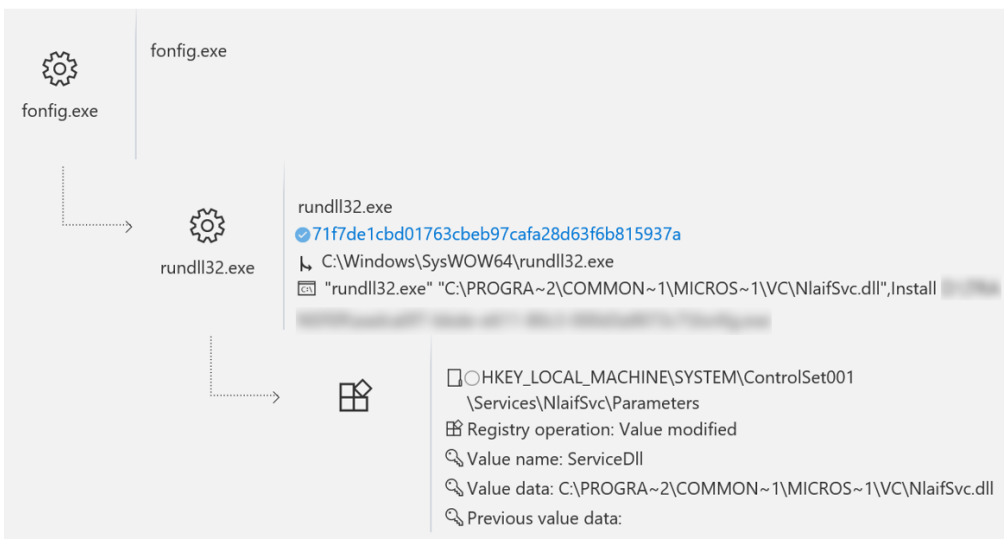 fonfig.exe
fonfig.exe
rundll32.exe
rundll32.exe
71f7de1cbd01763cbeb97cafa28d63f6b815937a
C:\Windows\SysWOW64\rundll32.exe
"rundll32.exe" "C:\PROGRA~2\COMMON~1\MICROS~1\VC\NlaifSvc.dll",Install
HKEY_LOCAL_MACHINE\SYSTEM\ControlSet001
\Services\NlaifSvc\Parameters
Registry operation: Value modified
Value name: ServiceDll
Value data: C:\PROGRA~2\COMMON~1\MICROS~1\VC\NlaifSvc.dll
Previous value data: